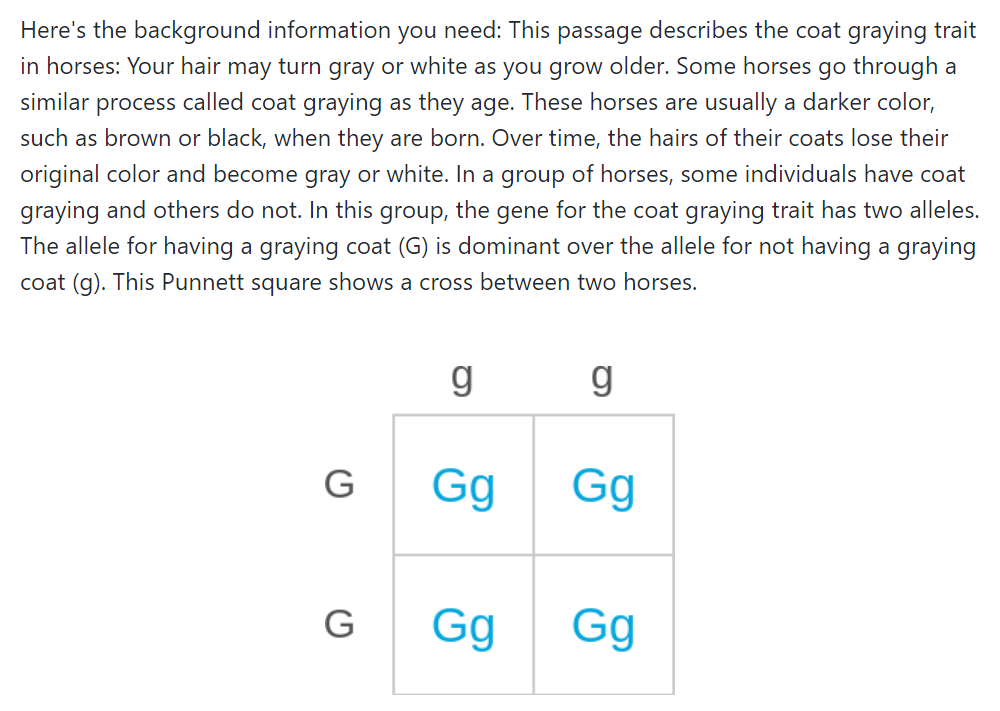 Here's the background information you need: This passage describes the coat graying trait
in horses: Your hair may turn gray or white as you grow older. Some horses go through a
similar process called coat graying as they age. These horses are usually a darker color,
such as brown or black, when they are born. Over time, the hairs of their coats lose their
original color and become gray or white. In a group of horses, some individuals have coat
graying and others do not. In this group, the gene for the coat graying trait has two alleles.
The allele for having a graying coat (G) is dominant over the allele for not having a graying
coat (g). This Punnett square shows a cross between two horses.
g g
G Gg Gg
G Gg Gg